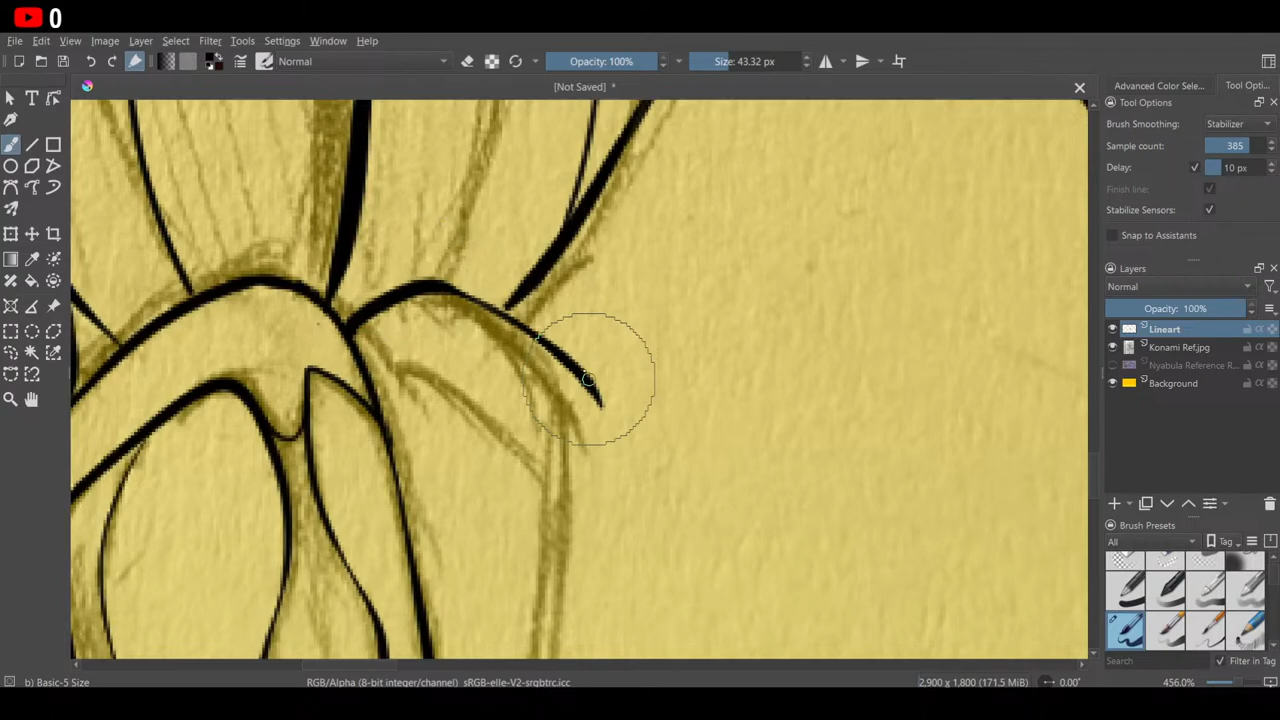 0
File Edit View Image Layer Select Filter Tools Settings Window Help
Normal
Opacity: 100%
Size: 43.32 px
[Not Saved] *
Advanced Color Sele...
Tool Opti...
Tool Options
Brush Smoothing: Stabilizer
Sample count: 385
Delay: 10 px
Finish line:
Stabilize Sensors:
Snap to Assistants
Layers
Normal
Opacity: 100%
Lineart
Konami Ref.jpg
Nyabula Reference R...
Background
Brush Presets
All
Tag
Search
Filter in Tag
b) Basic-5 Size
RGB/Alpha (8-bit integer/channel) sRGB-elle-V2-srgbtrc.icc
2,900 x 1,800 (171.5 MiB)
0.00°
456.0%